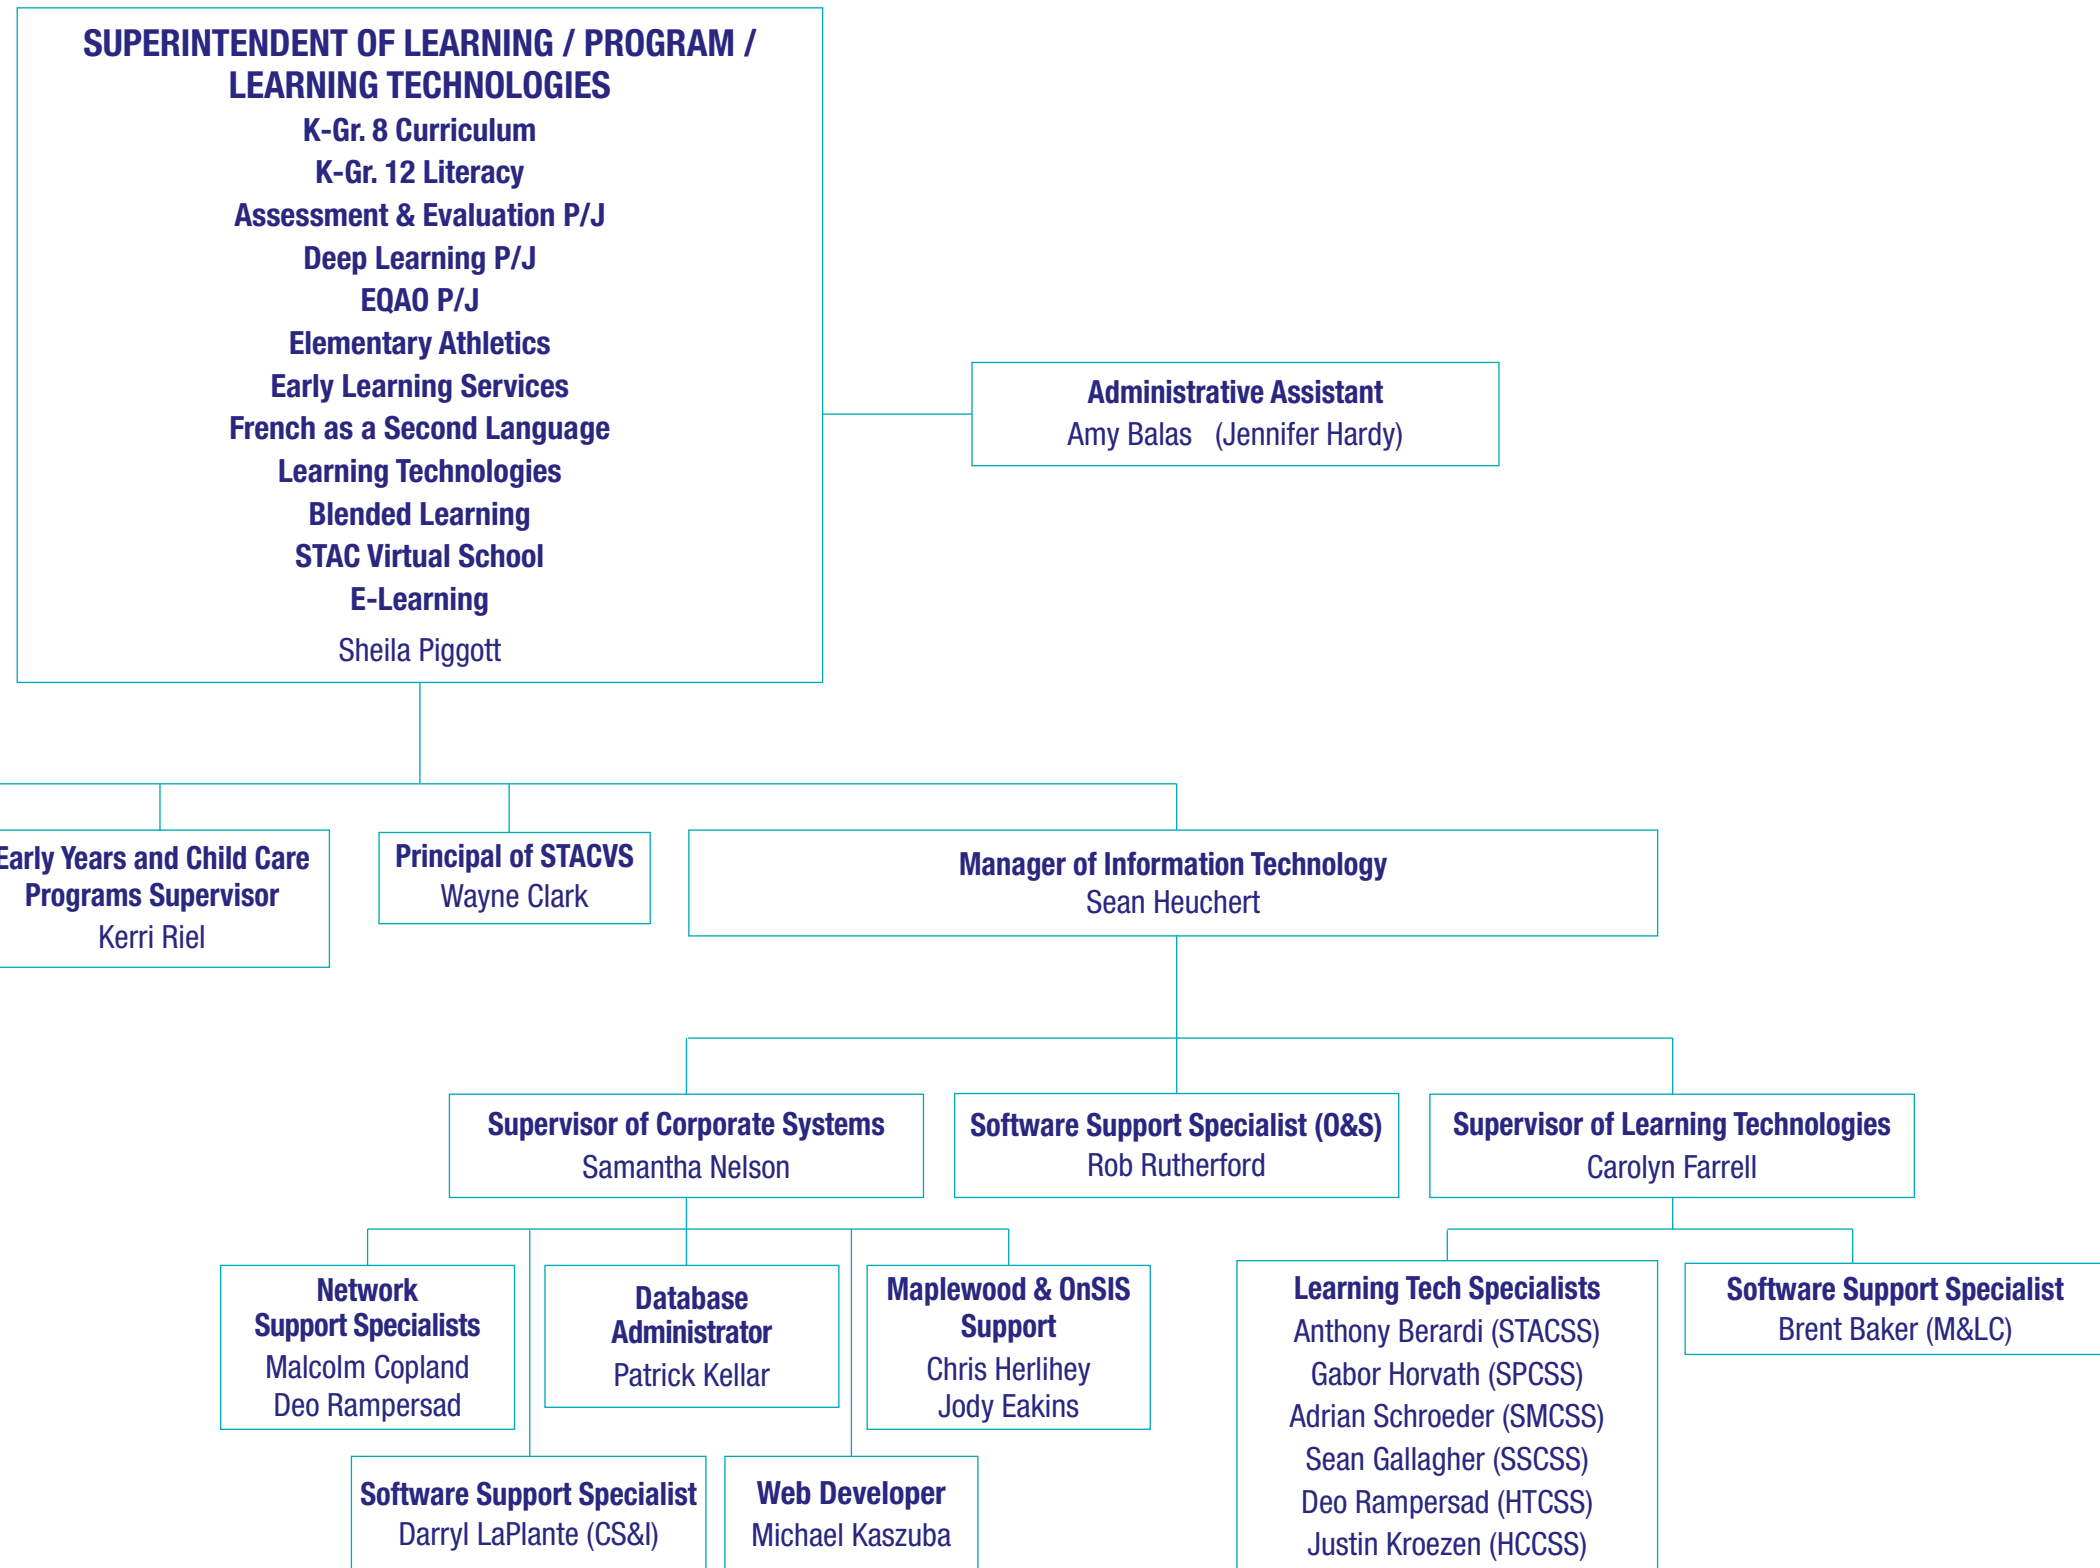 SUPERINTENDENT OF LEARNING / PROGRAM /
LEARNING TECHNOLOGIES
K-Gr. 8 Curriculum
K-Gr. 12 Literacy
Assessment & Evaluation P/J
Deep Learning P/J
EQAO P/J
Elementary Athletics
Early Learning Services
French as a Second Language
Learning Technologies
Blended Learning
STAC Virtual School
E-Learning
Sheila Piggott
Administrative Assistant
Amy Balas (Jennifer Hardy)
Early Years and Child Care
Programs Supervisor
Kerri Riel
Principal of STACVS
Wayne Clark
Manager of Information Technology
Sean Heuchert
Supervisor of Corporate Systems
Samantha Nelson
Software Support Specialist (O&S)
Rob Rutherford
Supervisor of Learning Technologies
Carolyn Farrell
Network
Support Specialists
Malcolm Copland
Deo Rampersad
Database
Administrator
Patrick Kellar
Maplewood & OnSIS
Support
Chris Herlihey
Jody Eakins
Learning Tech Specialists
Anthony Berardi (STACSS)
Gabor Horvath (SPCSS)
Adrian Schroeder (SMCSS)
Sean Gallagher (SSCSS)
Deo Rampersad (HTCSS)
Justin Kroezen (HCCSS)
Software Support Specialist
Brent Baker (M&LC)
Software Support Specialist
Darryl LaPlante (CS&I)
Web Developer
Michael Kaszuba